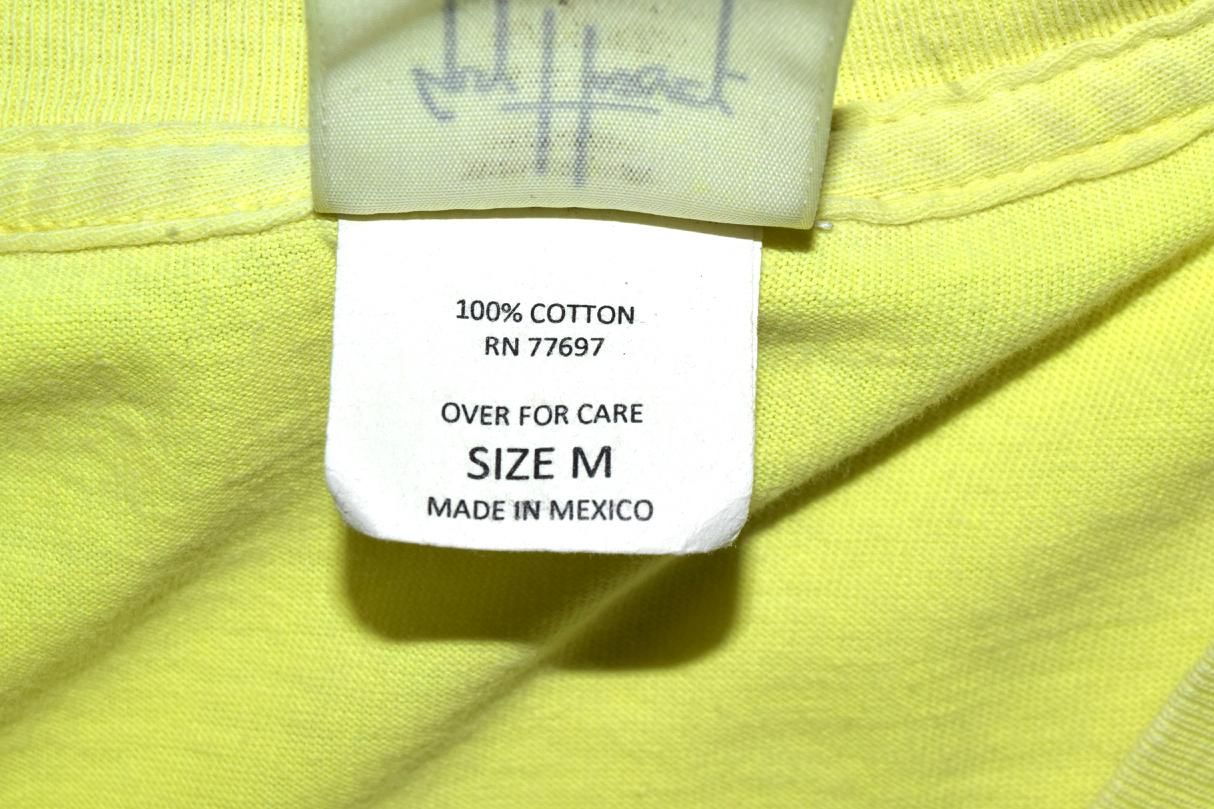 100% COTTON
RN 77697
OVER FOR CARE
SIZE M
MADE IN MEXICO